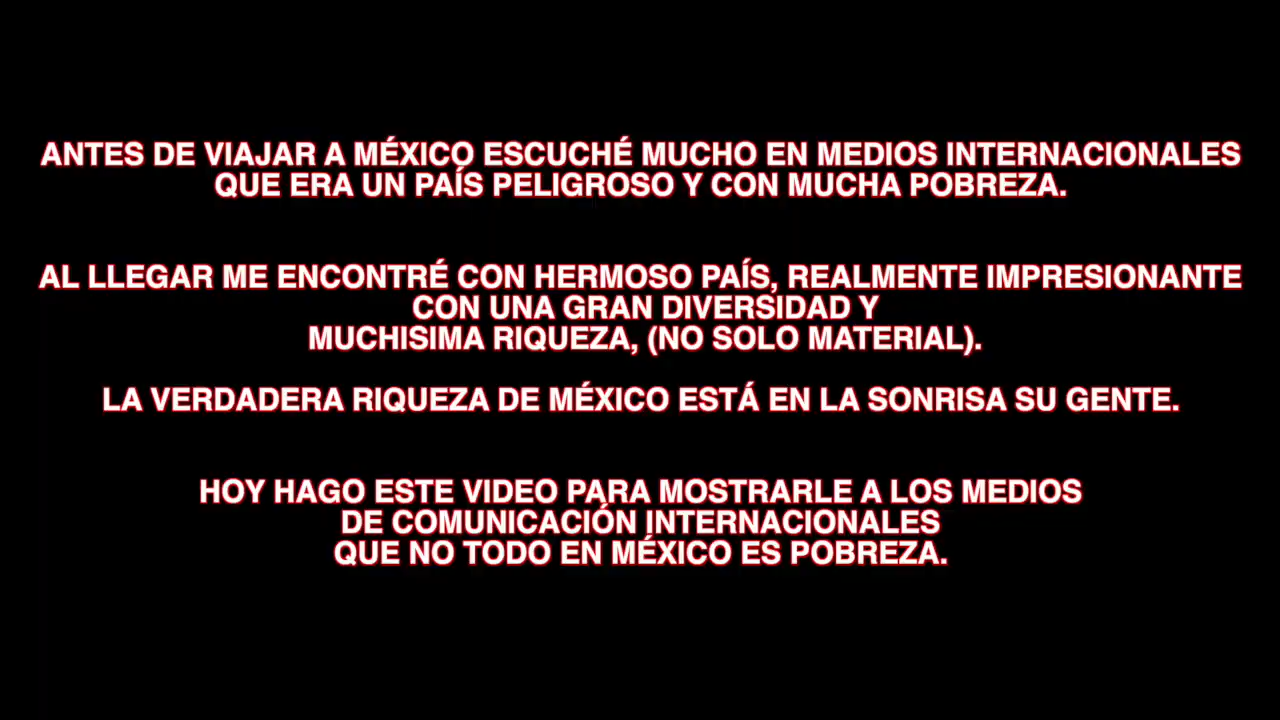 ANTES DE VIAJAR A MÉXICO ESCUCHÉ MUCHO EN MEDIOS INTERNACIONALES
QUE ERA UN PAÍS PELIGROSO Y CON MUCHA POBREZA.
AL LLEGAR ME ENCONTRÉ CON HERMOSO PAÍS, REALMENTE IMPRESIONANTE
CON UNA GRAN DIVERSIDAD Y
MUCHISIMA RIQUEZA, (NO SOLO MATERIAL).
LA VERDADERA RIQUEZA DE MÉXICO ESTÁ EN LA SONRISA SU GENTE.
HOY HAGO ESTE VIDEO PARA MOSTRARLE A LOS MEDIOS
DE COMUNICACIÓN INTERNACIONALES
QUE NO TODO EN MÉXICO ES POBREZA.